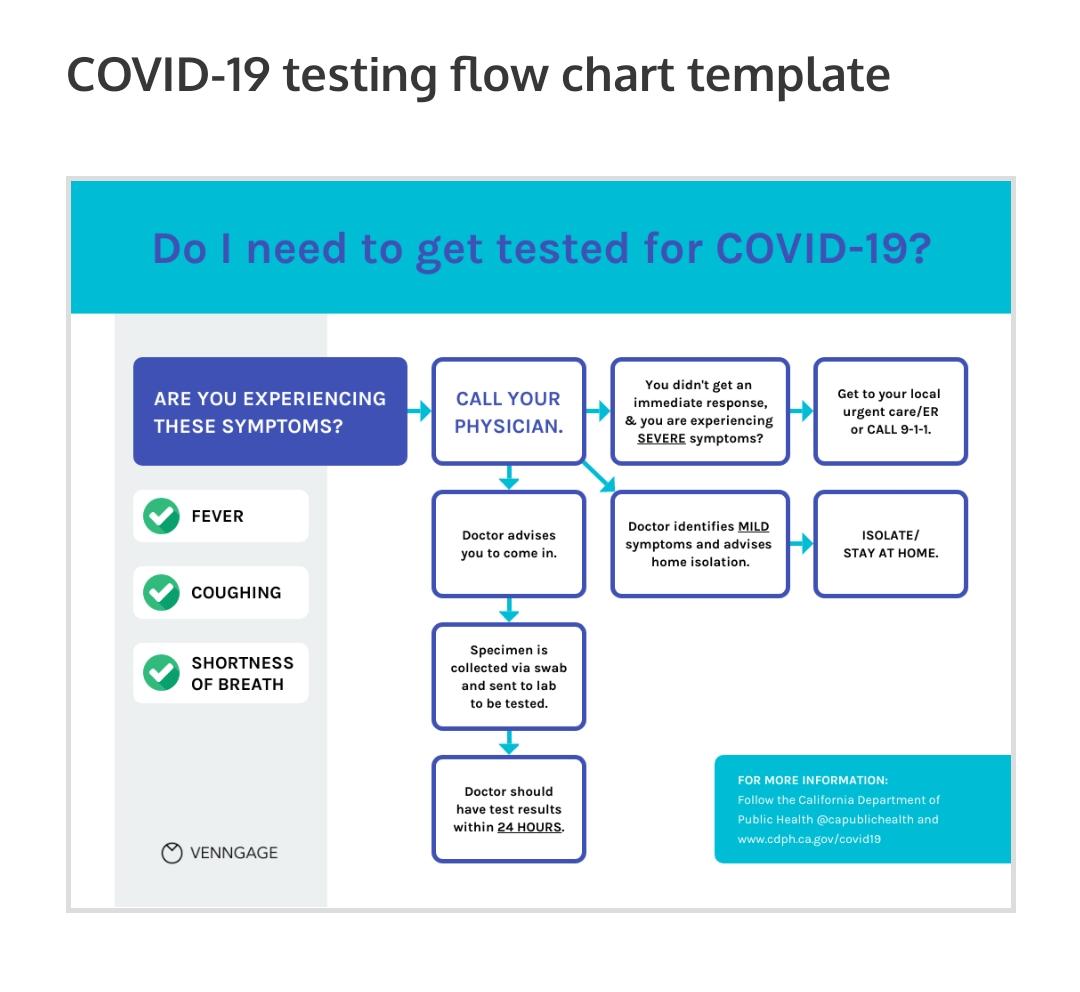 COVID-19 testing flow chart template
Do I need to get tested for COVID-19?
ARE YOU EXPERIENCING
THESE SYMPTOMS?
FEVER
COUGHING
SHORTNESS
OF BREATH
CALL YOUR
PHYSICIAN.
You didn't get an
immediate response,
& you are experiencing
SEVERE symptoms?
Get to your local
urgent care/ER
or CALL 9-1-1.
Doctor advises
you to come in.
Doctor identifies MILD
symptoms and advises
home isolation.
ISOLATE/
STAY AT HOME.
Specimen is
collected via swab
and sent to lab
to be tested.
Doctor should
have test results
within 24 HOURS.
FOR MORE INFORMATION:
Follow the California Department of
Public Health @capublichealth and
www.cdph.ca.gov/covid19
VENNGAGE